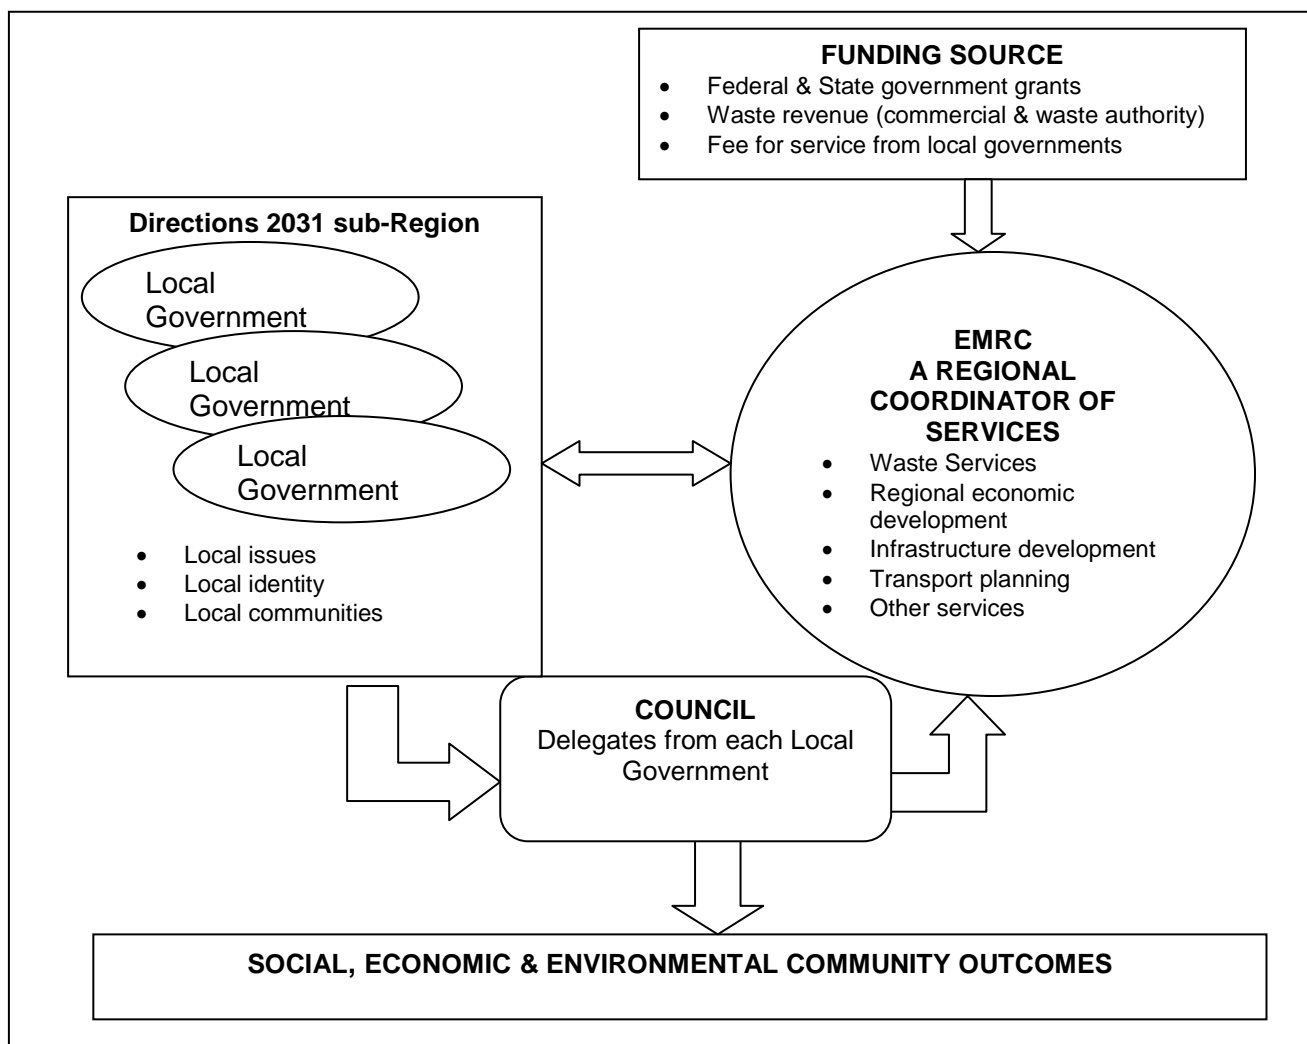 FUNDING SOURCE
• Federal & State government grants
• Waste revenue (commercial & waste authority)
• Fee for service from local governments
Directions 2031 sub-Region
Local
Government
Local
Government
Local
Government
• Local issues
• Local identity
• Local communities
EMRC
A REGIONAL
COORDINATOR OF
SERVICES
• Waste Services
• Regional economic
development
• Infrastructure development
• Transport planning
• Other services
COUNCIL
Delegates from each Local
Government
SOCIAL, ECONOMIC & ENVIRONMENTAL COMMUNITY OUTCOMES